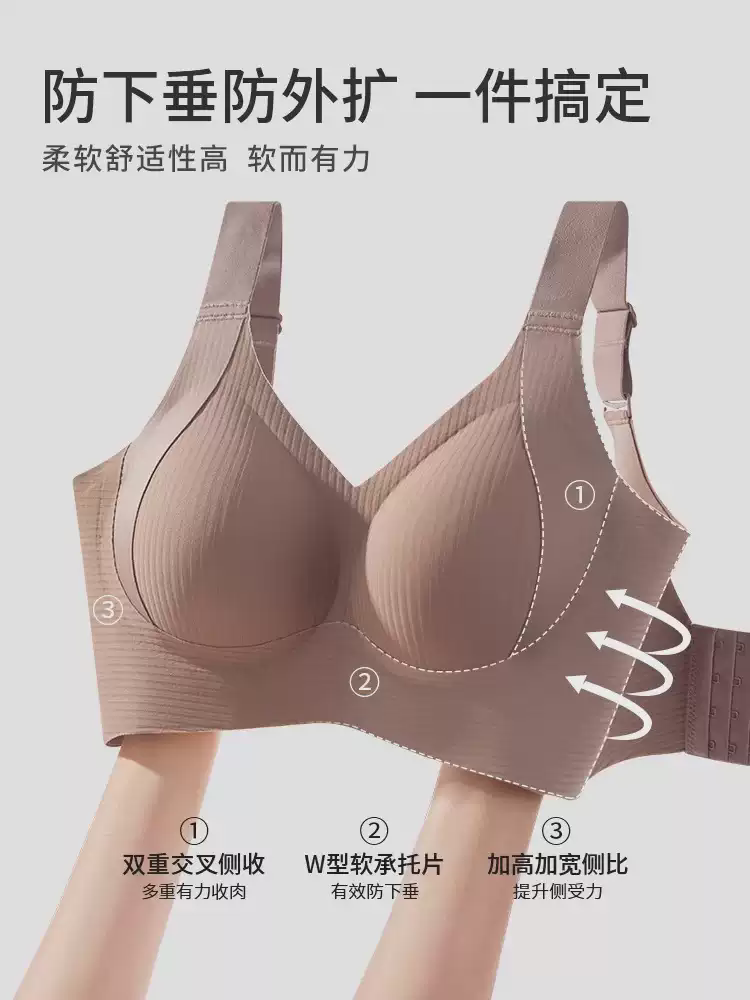 防下垂防外扩 一件搞定
柔软舒适性高 软而有力
①
③
②
① ② ③
双重交叉侧收 W型软承托片 加高加宽侧比
多重有力收肉 有效防下垂 提升侧受力